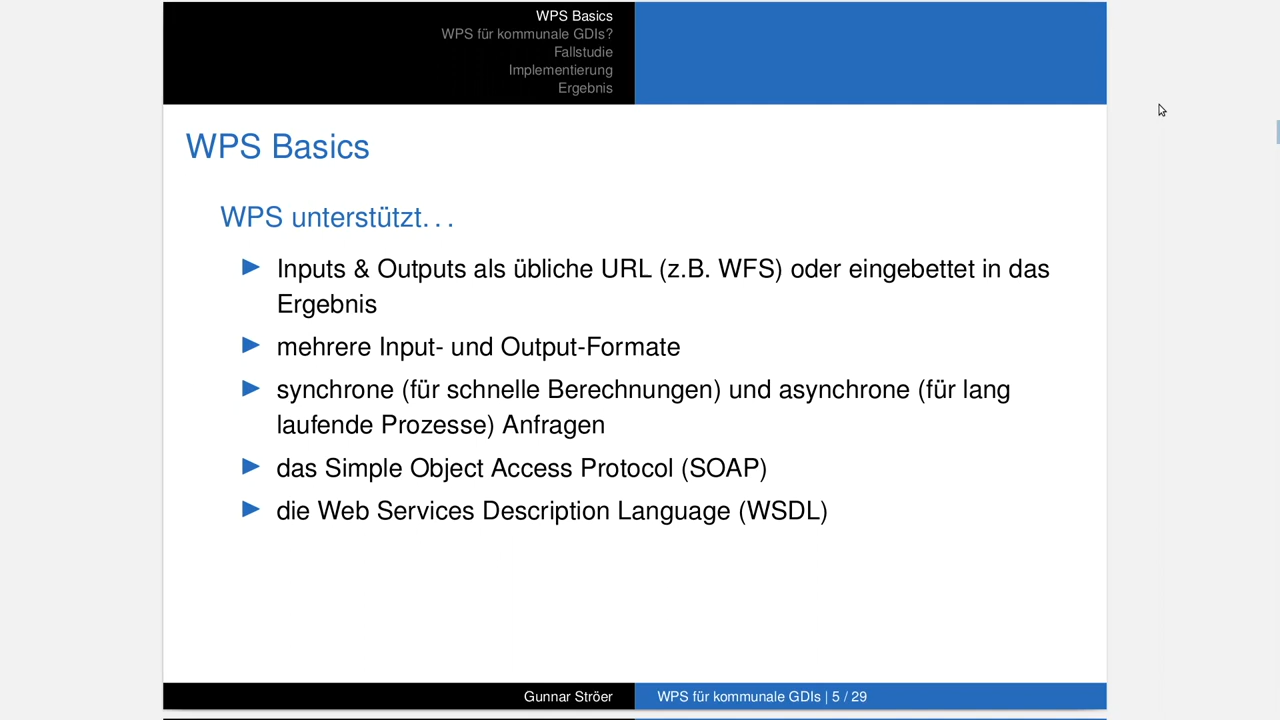 WPS Basics
WPS für kommunale GDIs?
Fallstudie
Implementierung
Ergebnis
WPS Basics
WPS unterstützt. . .
Inputs & Outputs als übliche URL (z.B. WFS) oder eingebettet in das
Ergebnis
mehrere Input- und Output-Formate
synchrone (für schnelle Berechnungen) und asynchrone (für lang
laufende Prozesse) Anfragen
das Simple Object Access Protocol (SOAP)
die Web Services Description Language (WSDL)
Gunnar Ströer
WPS für kommunale GDIs | 5 / 29